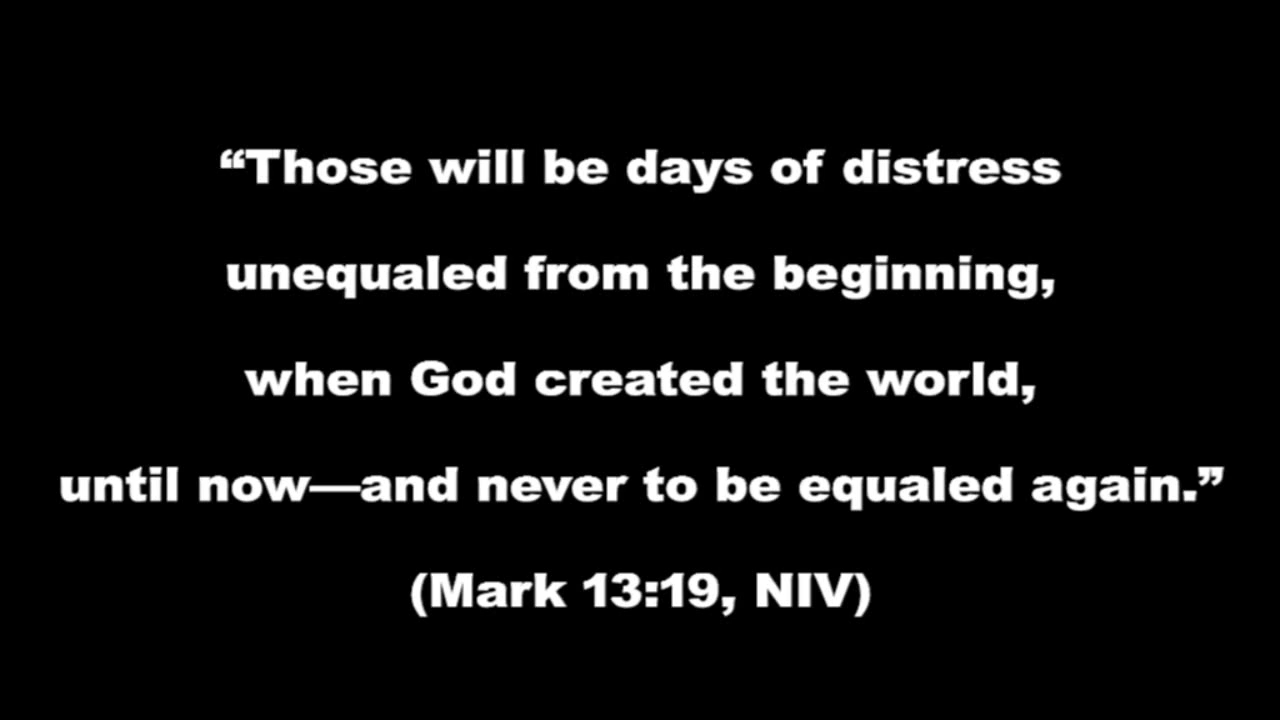 “Those will be days of distress
unequaled from the beginning,
when God created the world,
until now—and never to be equaled again.”
(Mark 13:19, NIV)